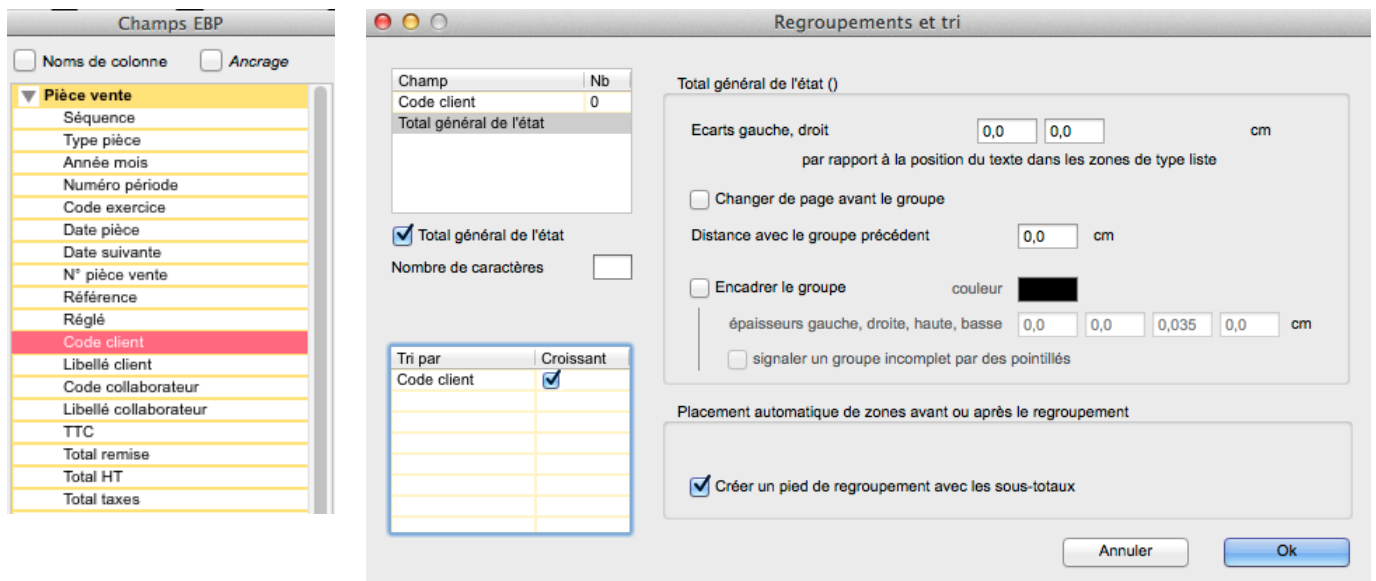 Champs EBP
Noms de colonne Ancrage
Pièce vente
Séquence
Type pièce
Année mois
Numéro période
Code exercice
Date pièce
Date suivante
N° pièce vente
Référence
Réglé
Code client
Libellé client
Code collaborateur
Libellé collaborateur
TTC
Total remise
Total HT
Total taxes
Regroupements et tri
Champ Nb
Code client 0
Total général de l'état
Total général de l'état
Nombre de caractères
Tri par Croissant
Code client
Total général de l'état ()
Ecarts gauche, droit 0,0 0,0 cm
par rapport à la position du texte dans les zones de type liste
Changer de page avant le groupe
Distance avec le groupe précédent 0,0 cm
Encadrer le groupe couleur
épaisseurs gauche, droite, haute, basse 0,0 0,0 0,035 0,0 cm
signaler un groupe incomplet par des pointillés
Placement automatique de zones avant ou après le regroupement
Créer un pied de regroupement avec les sous-totaux
Annuler Ok